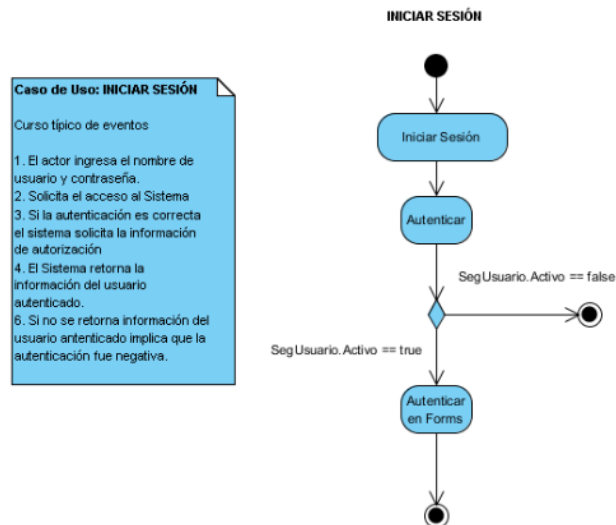 INICIAR SESIÓN
Caso de Uso: INICIAR SESIÓN
Curso típico de eventos
1. El actor ingresa el nombre de
usuario y contraseña.
2. Solicita el acceso al Sistema
3. Si la autenticación es correcta
el sistema solicita la información
de autorización
4. El Sistema retorna la
información del usuario
autenticado.
6. Si no se retorna información del
usuario antenticado implica que la
autenticación fue negativa.
Iniciar Sesión
Autenticar
SegUsuario.Activo == false
SegUsuario.Activo == true
Autenticar
en Forms